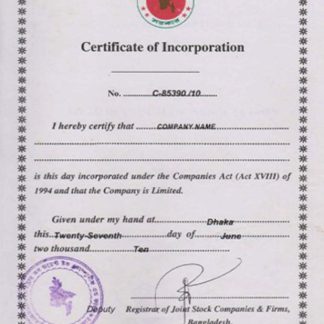 Certificate of Incorporation
No. C-85390/10
I hereby certify that COMPANY NAME
is this day incorporated under the Companies Act (Act XVIII) of
1994 and that the Company is Limited.
Given under my hand at Dhaka
this Twenty-Seventh day of June
two thousand Ten
Deputy Registrar of Joint Stock Companies & Firms,
Bangladesh.